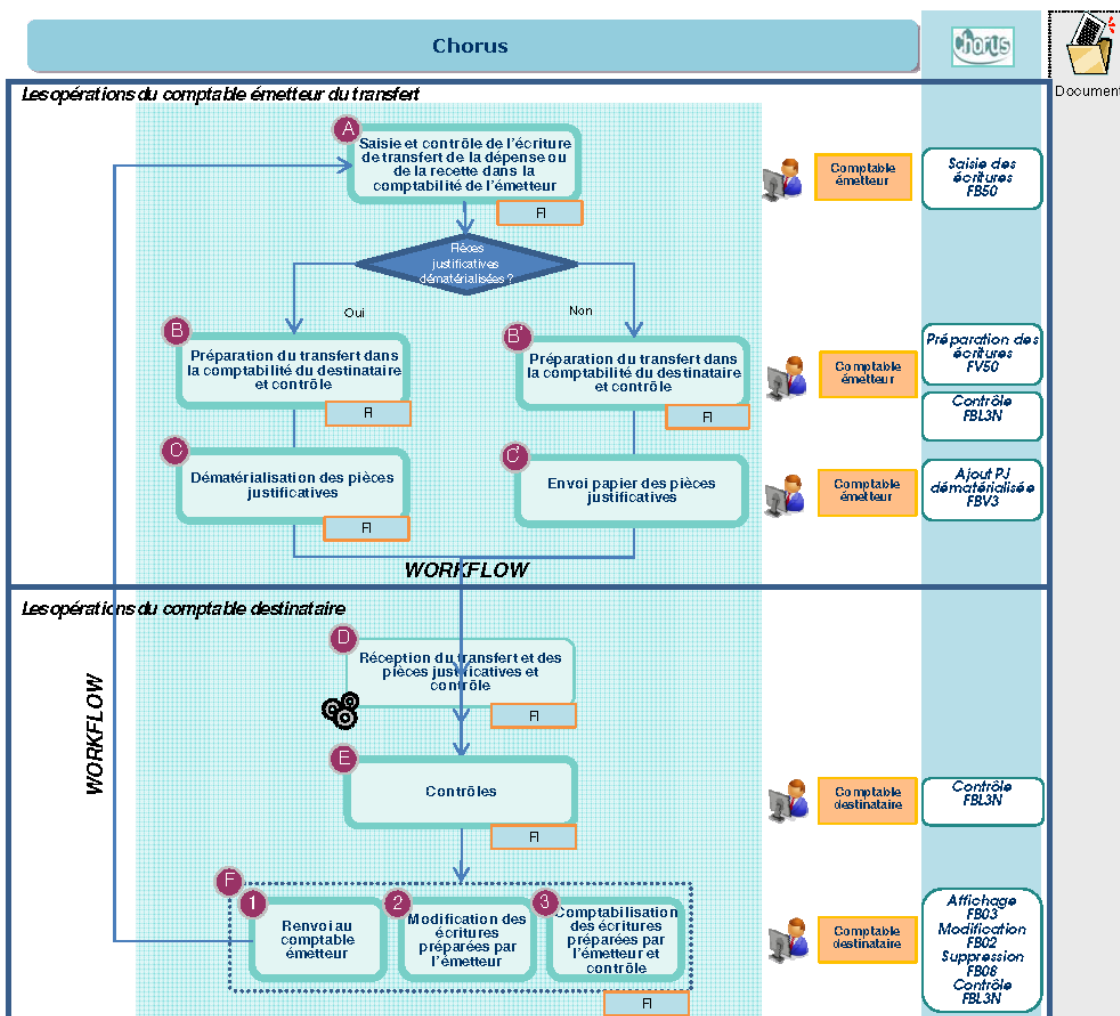 Chorus
chorus
Document
Les opérations du comptable émetteur du transfert
A
Saisie et contrôle de l'écriture
de transfert de la dépense ou
de la recette dans la
comptabilité de l'émetteur
FI
Comptable
émetteur
Saisie des
écritures
FB50
Pièces
justificatives
dématérialisées ?
Oui
Non
B
Préparation du transfert dans
la comptabilité du destinataire
et contrôle
FI
B'
Préparation du transfert dans
la comptabilité du destinataire
et contrôle
FI
Comptable
émetteur
Préparation des
écritures
FV50
Contrôle
FBL3N
C
Dématérialisation des pièces
justificatives
FI
C'
Envoi papier des pièces
justificatives
Comptable
émetteur
Ajout PJ
dématérialisée
FBV3
WORKFLOW
Les opérations du comptable destinataire
WORKFLOW
D
Réception du transfert et des
pièces justificatives et
contrôle
FI
E
Contrôles
FI
Comptable
destinataire
Contrôle
FBL3N
F
1
Renvoi au
comptable
émetteur
2
Modification des
écritures
préparées par
l'émetteur
3
Comptabilisation
des écritures
préparées par
l'émetteur et
contrôle
FI
Comptable
destinataire
Affichage
FB03
Modification
FB02
Suppression
FB08
Contrôle
FBL3N